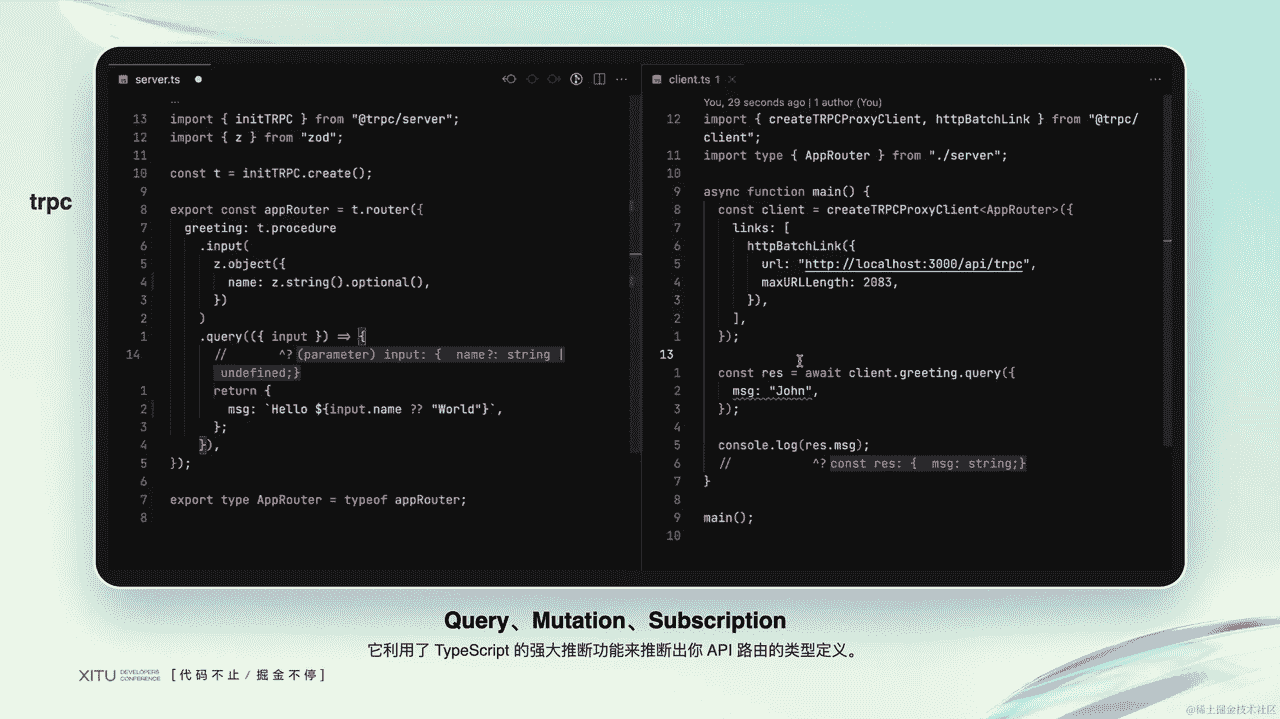 trpc
server.ts
...
13 import { initTRPC } from "@trpc/server";
12 import { z } from "zod";
11
10 const t = initTRPC.create();
9
8 export const appRouter = t.router({
7 greeting: t.procedure
6 .input(
5 z.object({
4 name: z.string().optional(),
3 })
2 )
1 .query(({ input }) => {
14 // ^? (parameter) input: { name?: string |
undefined;}
1 return {
2 msg: `Hello ${input.name ?? "World"}`,
3 };
4 }),
5 });
6
7 export type AppRouter = typeof appRouter;
8
client.ts 1
You, 29 seconds ago | 1 author (You)
12 import { createTRPCProxyClient, httpBatchLink } from "@trpc/
client";
11 import type { AppRouter } from "./server";
10
9 async function main() {
8 const client = createTRPCProxyClient<AppRouter>({
7 links: [
6 httpBatchLink({
5 url: "http://localhost:3000/api/trpc",
4 maxURLLength: 2083,
3 }),
2 ],
1 });
13
1 const res = await client.greeting.query({
2 msg: "John",
3 });
4
5 console.log(res.msg);
6 // ^? const res: { msg: string;}
7 }
8
9 main();
10
Query、Mutation、Subscription
它利用了 TypeScript 的强大推断功能来推断出你 API 路由的类型定义。
XITU DEVELOPERS CONFERENCE [代码不止 / 掘金不停]
@稀土掘金技术社区